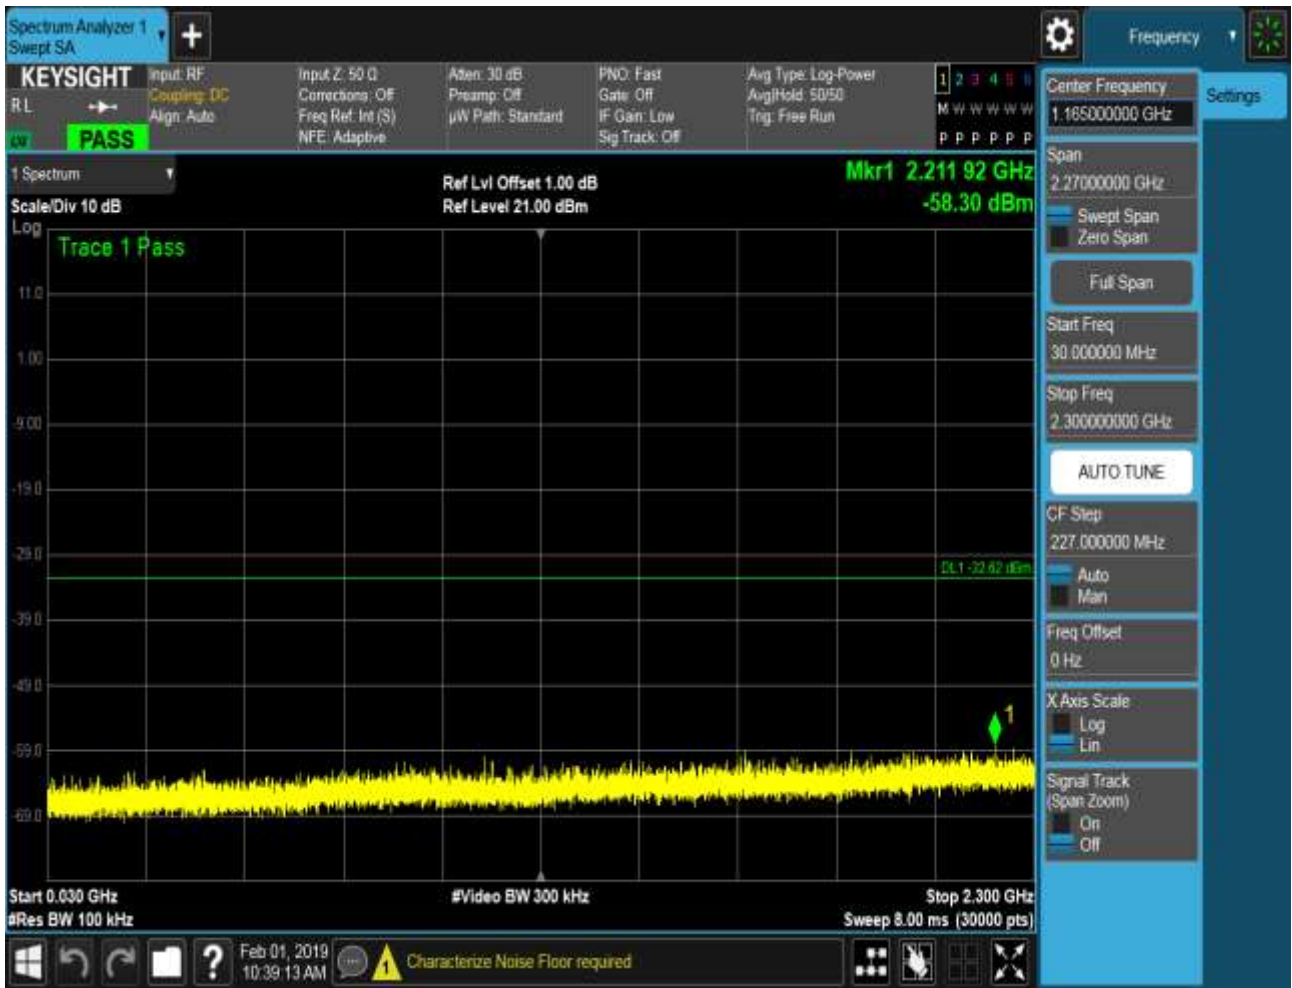 Spectrum Analyzer 1
Swept SA
Frequency
KEYSIGHT
R L
PASS
Input: RF
Coupling: DC
Align: Auto
Input Z: 50 Ω
Corrections: Off
Freq Ref: Int (S)
NFE: Adaptive
Atten: 30 dB
Preamp: Off
µW Path: Standard
PNO: Fast
Gate: Off
IF Gain: Low
Sig Track: Off
Avg Type: Log-Power
Avg|Hold: 50/50
Trig: Free Run
1 2 3 4 5 6
M W W W W W
P P P P P P
1 Spectrum
Scale/Div 10 dB
Log
Ref Lvl Offset 1.00 dB
Ref Level 21.00 dBm
Mkr1 2.211 92 GHz
-58.30 dBm
Trace 1 Pass
11.0
1.00
-9.00
-19.0
-29.0
DL1 -32.62 dBm
-39.0
-49.0
1
-59.0
-69.0
Start 0.030 GHz
#Res BW 100 kHz
#Video BW 300 kHz
Stop 2.300 GHz
Sweep 8.00 ms (30000 pts)
Feb 01, 2019
10:39:13 AM
Characterize Noise Floor required
Center Frequency
1.165000000 GHz
Settings
Span
2.27000000 GHz
Swept Span
Zero Span
Full Span
Start Freq
30.000000 MHz
Stop Freq
2.300000000 GHz
AUTO TUNE
CF Step
227.000000 MHz
Auto
Man
Freq Offset
0 Hz
X Axis Scale
Log
Lin
Signal Track
(Span Zoom)
On
Off